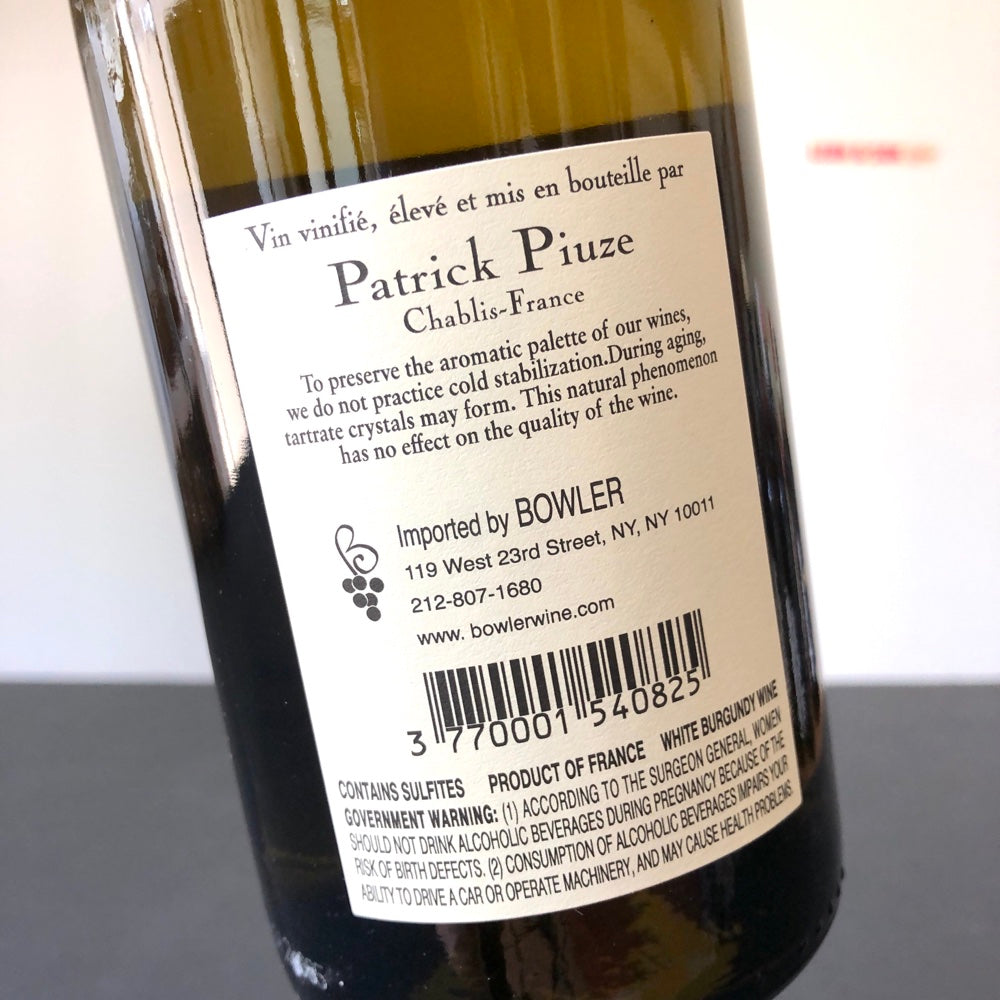 Vin vinifié, élevé et mis en bouteille par
Patrick Piuze
Chablis-France
To preserve the aromatic palette of our wines,
we do not practice cold stabilization.During aging,
tartrate crystals may form. This natural phenomenon
has no effect on the quality of the wine.
Imported by BOWLER
119 West 23rd Street, NY, NY 10011
212-807-1680
www. bowlerwine.com
3 770001 540825
CONTAINS SULFITES PRODUCT OF FRANCE WHITE BURGUNDY WINE
GOVERNMENT WARNING: (1) ACCORDING TO THE SURGEON GENERAL, WOMEN
SHOULD NOT DRINK ALCOHOLIC BEVERAGES DURING PREGNANCY BECAUSE OF THE
RISK OF BIRTH DEFECTS. (2) CONSUMPTION OF ALCOHOLIC BEVERAGES IMPAIRS YOUR
ABILITY TO DRIVE A CAR OR OPERATE MACHINERY, AND MAY CAUSE HEALTH PROBLEMS.